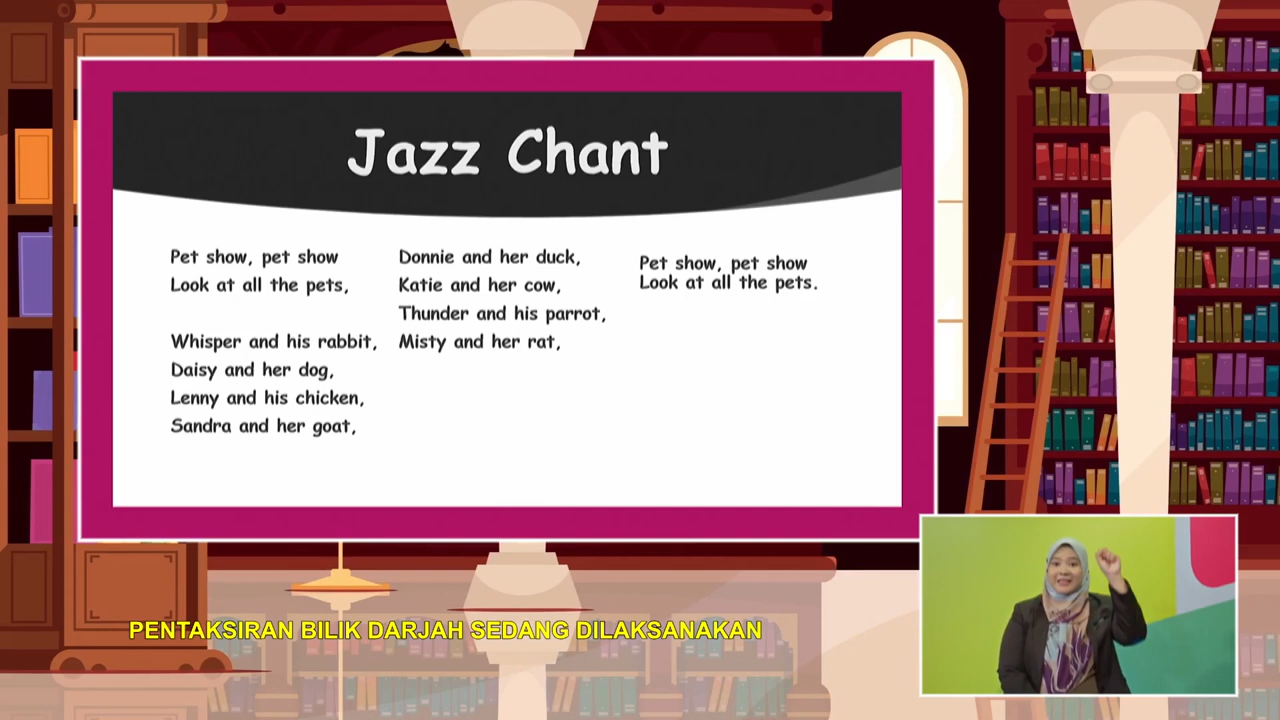 Jazz Chant
Pet show, pet show
Look at all the pets,
Whisper and his rabbit,
Daisy and her dog,
Lenny and his chicken,
Sandra and her goat,
Donnie and her duck,
Katie and her cow,
Thunder and his parrot,
Misty and her rat,
Pet show, pet show
Look at all the pets.
PENTAKSIRAN BILIK DARJAH SEDANG DILAKSANAKAN